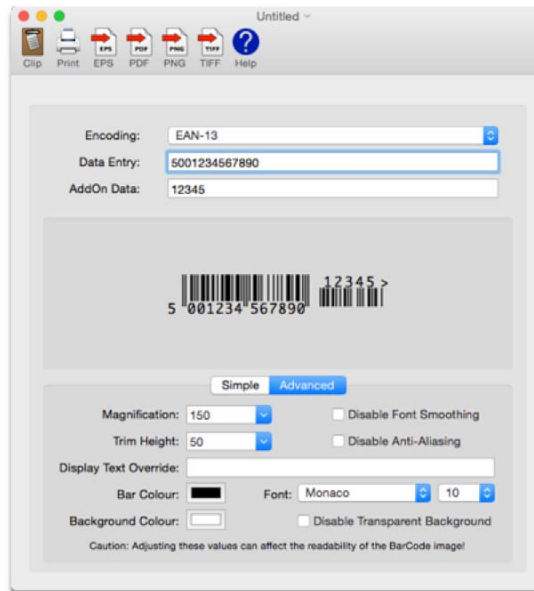 Untitled
Clip Print EPS PDF PNG TIFF Help
EPS PDF PNG TIFF
Encoding: EAN-13
Data Entry: 5001234567890
AddOn Data: 12345
12345 >
5 001234 567890
Simple Advanced
Magnification: 150 Disable Font Smoothing
Trim Height: 50 Disable Anti-Aliasing
Display Text Override:
Bar Colour: Font: Monaco 10
Background Colour: Disable Transparent Background
Caution: Adjusting these values can affect the readability of the BarCode image!